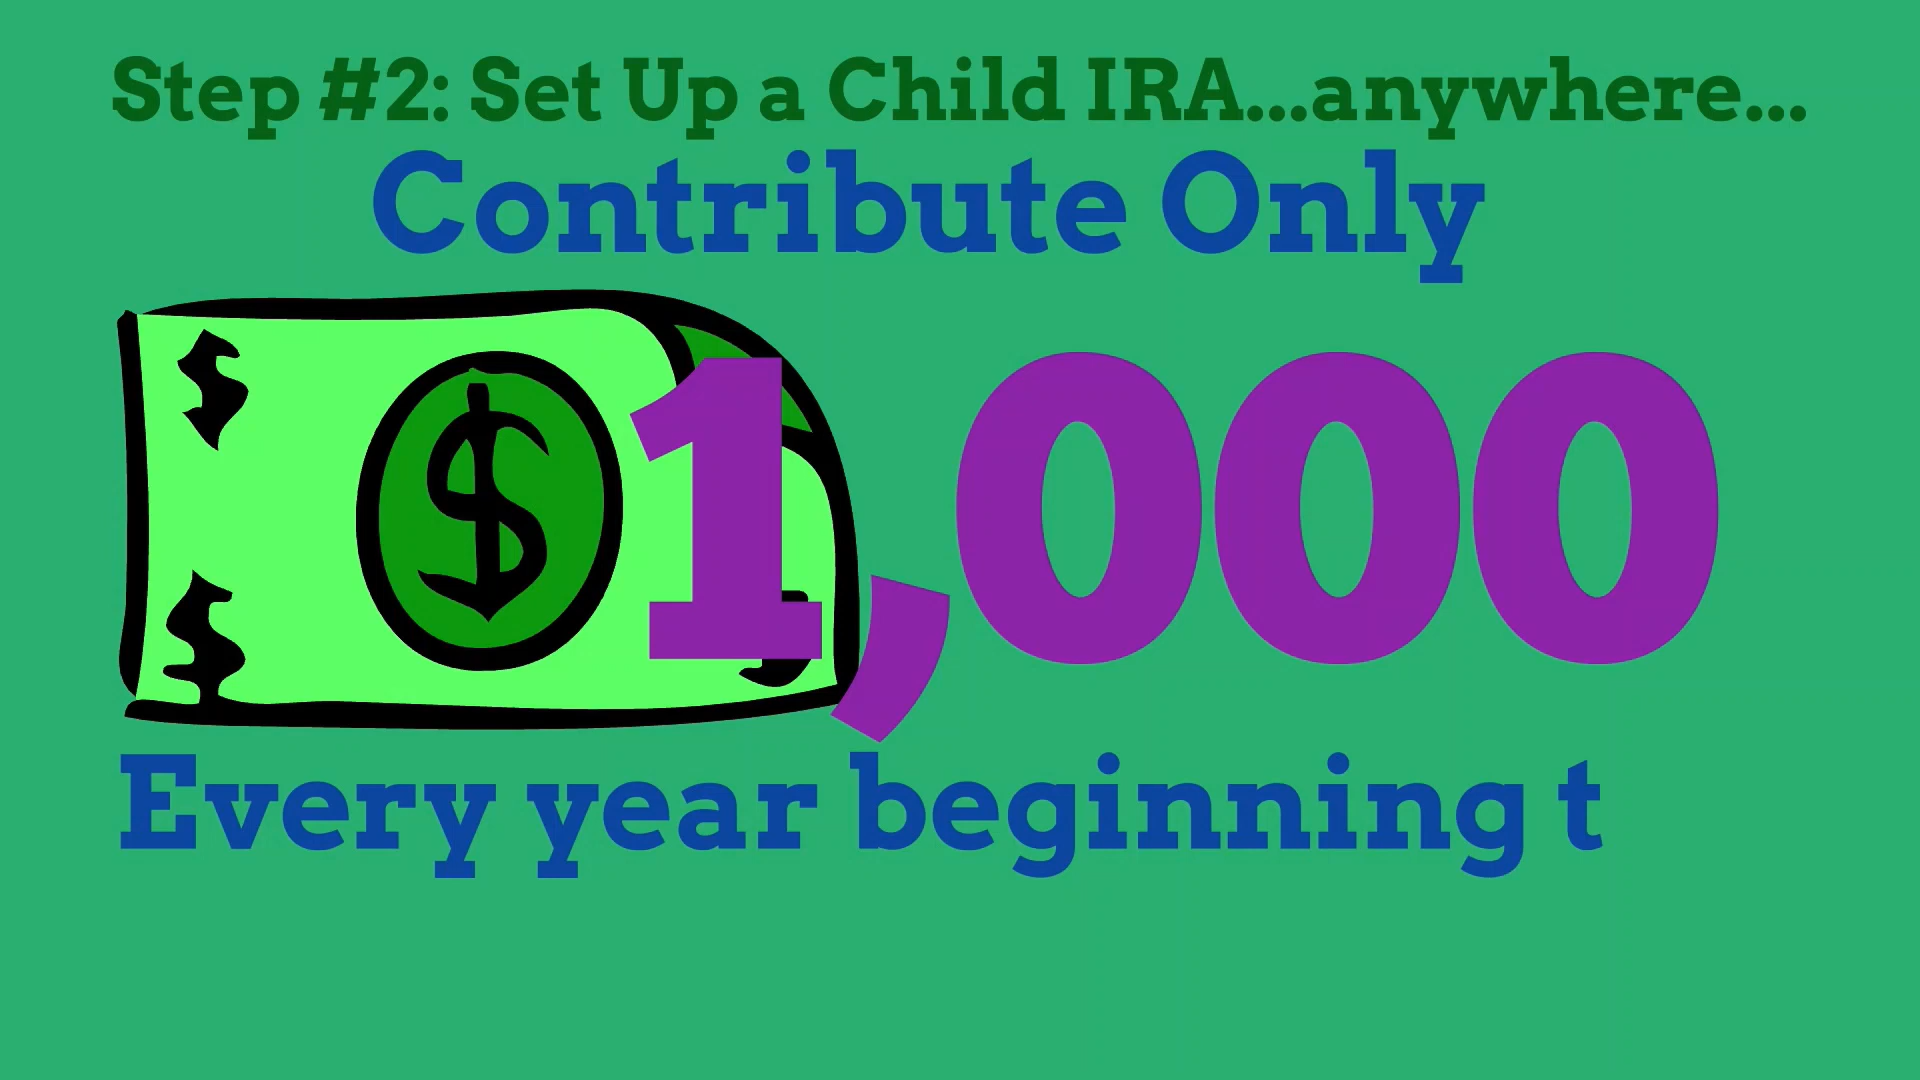 Step #2: Set Up a Child IRA...anywhere...
Contribute Only
$1,000
Every year beginning t